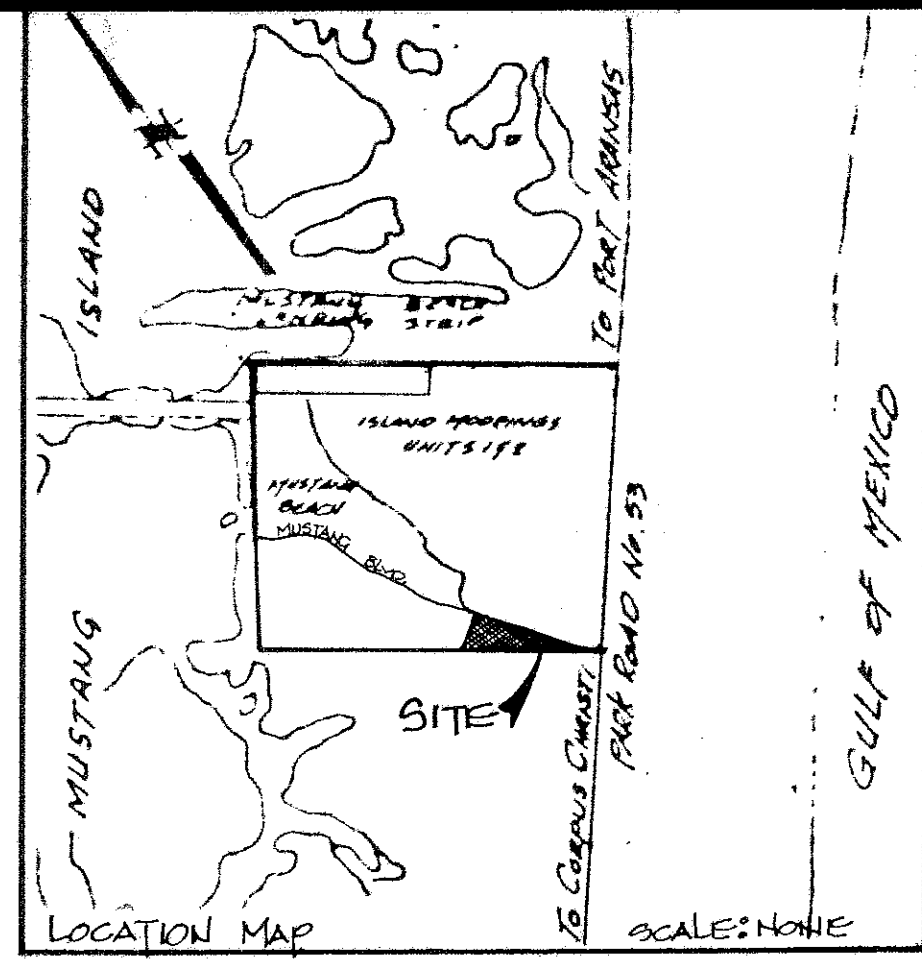 To PORT ARANSAS
ISLAND
MUSTANG BEACH
STRIP
ISLAND MOORINGS
UNITS 1 & 2
MUSTANG
BEACH
MUSTANG
BLVD.
PARK ROAD No. 53
GULF OF MEXICO
MUSTANG
SITE
To CORPUS CHRISTI
LOCATION MAP
SCALE: NONE